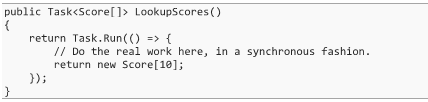 public Task<Score[]> LookupScores()
{
    return Task.Run(() => {
        // Do the real work here, in a synchronous fashion.
        return new Score[10];
    });
}